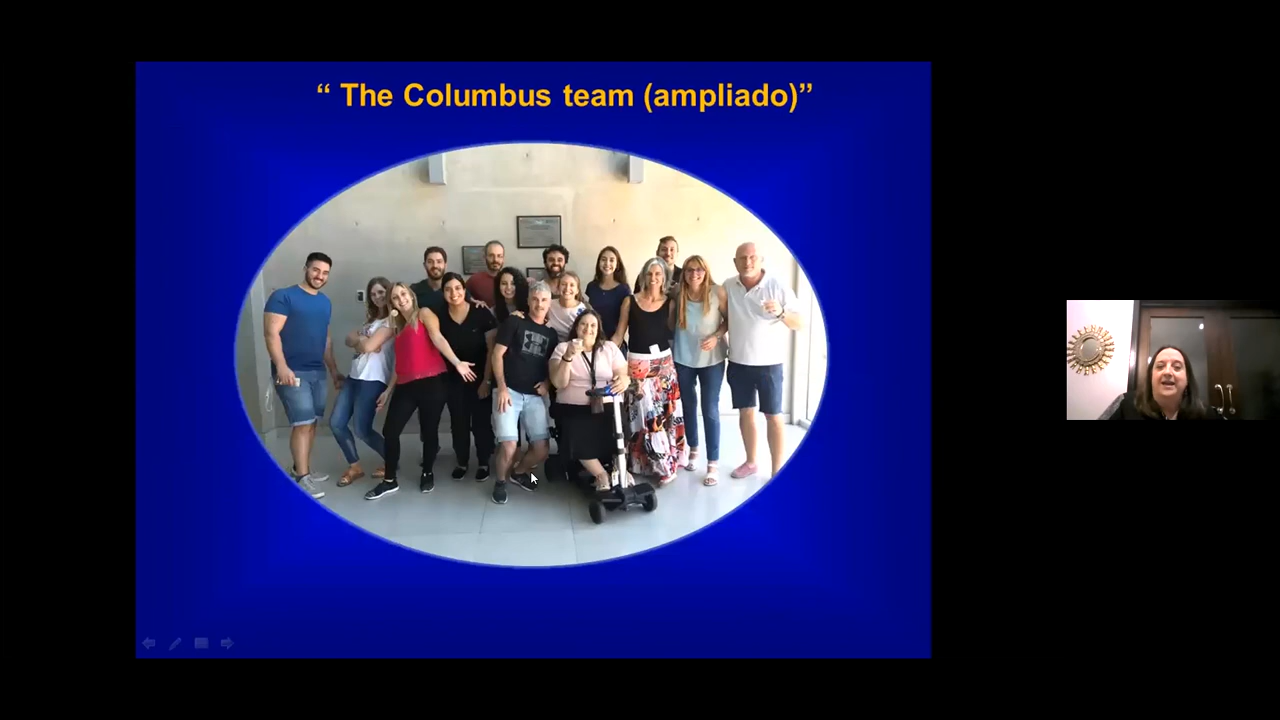 “ The Columbus team (ampliado)”